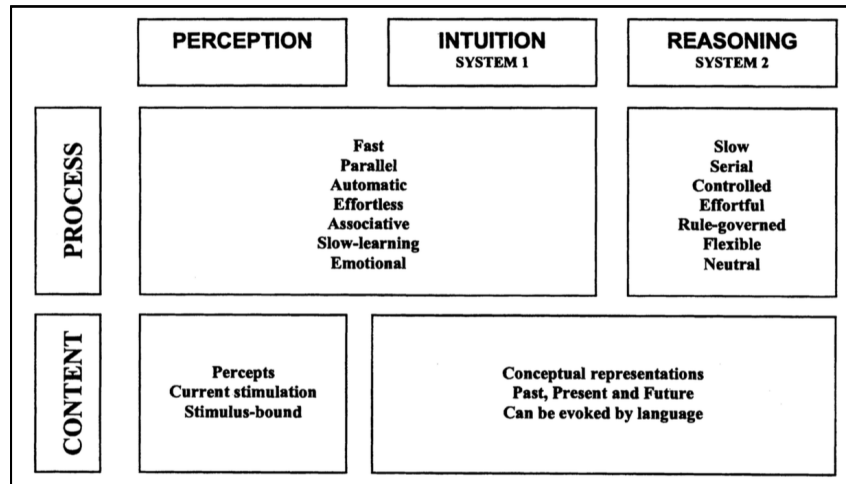 PERCEPTION
INTUITION
SYSTEM 1
REASONING
SYSTEM 2
PROCESS
Fast
Parallel
Automatic
Effortless
Associative
Slow-learning
Emotional
Slow
Serial
Controlled
Effortful
Rule-governed
Flexible
Neutral
CONTENT
Percepts
Current stimulation
Stimulus-bound
Conceptual representations
Past, Present and Future
Can be evoked by language